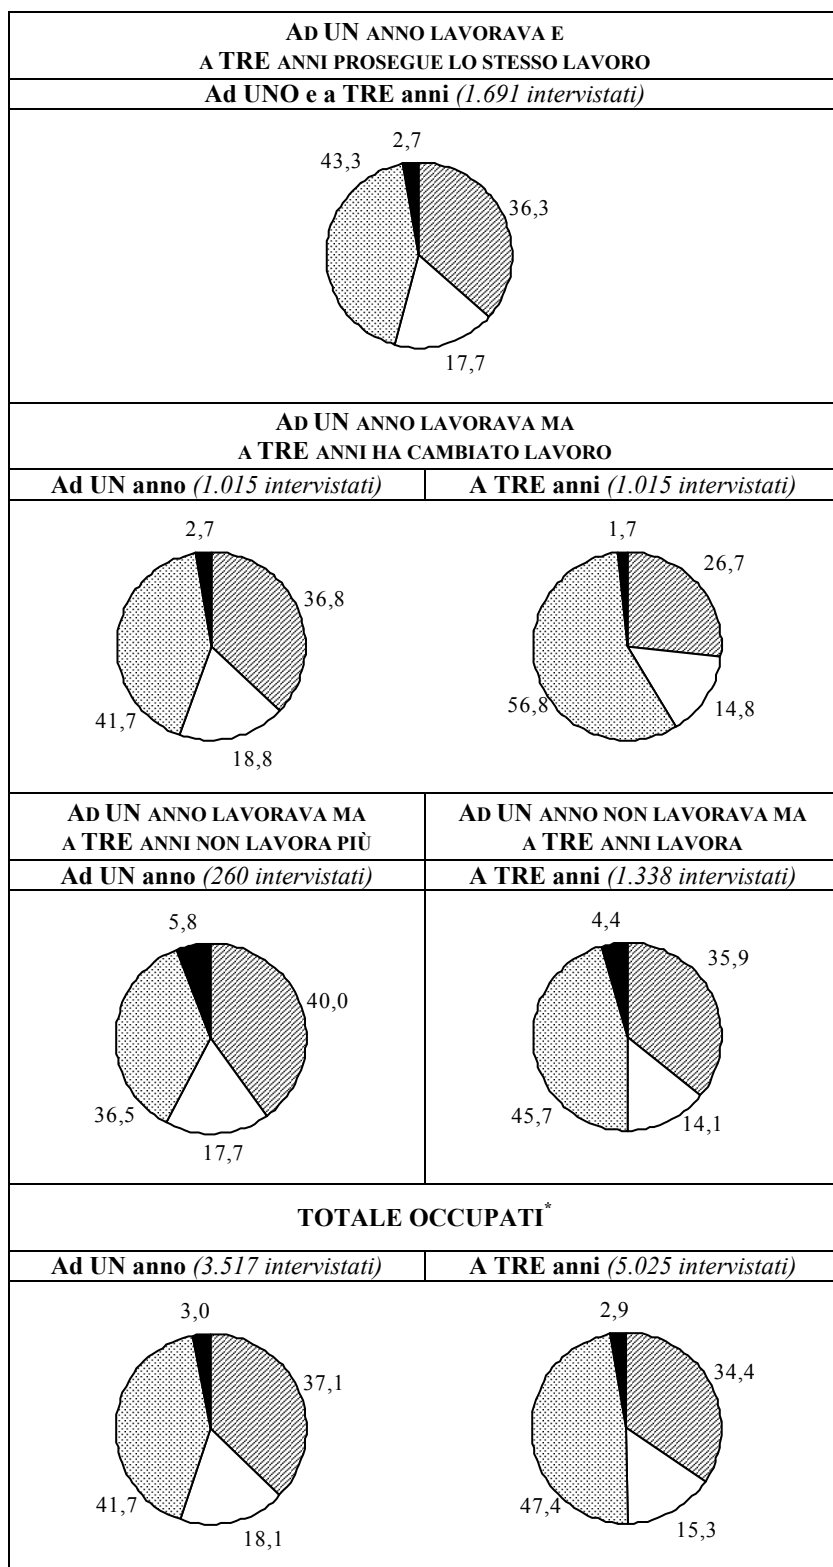 AD UN ANNO LAVORAVA E
A TRE ANNI PROSEGUE LO STESSO LAVORO
Ad UNO e a TRE anni (1.691 intervistati)
2,7
43,3
36,3
17,7
AD UN ANNO LAVORAVA MA
A TRE ANNI HA CAMBIATO LAVORO
Ad UN anno (1.015 intervistati)
A TRE anni (1.015 intervistati)
2,7
36,8
41,7
18,8
1,7
26,7
56,8
14,8
AD UN ANNO LAVORAVA MA
A TRE ANNI NON LAVORA PIÙ
AD UN ANNO NON LAVORAVA MA
A TRE ANNI LAVORA
Ad UN anno (260 intervistati)
A TRE anni (1.338 intervistati)
5,8
40,0
36,5
17,7
4,4
35,9
45,7
14,1
TOTALE OCCUPATI*
Ad UN anno (3.517 intervistati)
A TRE anni (5.025 intervistati)
3,0
37,1
41,7
18,1
2,9
34,4
47,4
15,3